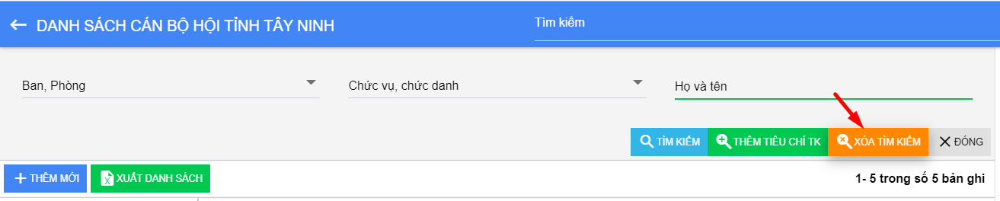 DANH SÁCH CÁN BỘ HỘI TỈNH TÂY NINH
Tìm kiếm
Ban, Phòng
Chức vụ, chức danh
Họ và tên
TÌM KIẾM
THÊM TIÊU CHÍ TK
XÓA TÌM KIẾM
ĐÓNG
THÊM MỚI
XUẤT DANH SÁCH
1- 5 trong số 5 bản ghi